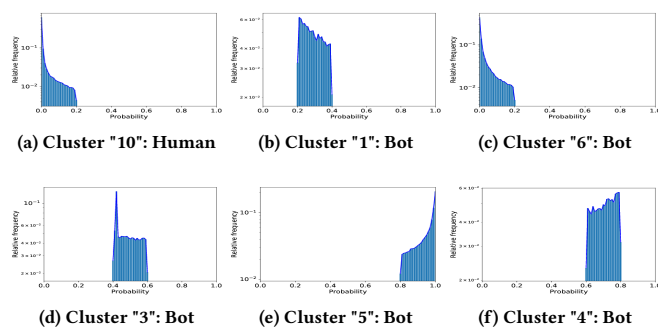 10⁻¹
10⁻²
Relative frequency
0.0 0.2 0.4 0.6 0.8 1.0
Probability
(a) Cluster "10": Human
Relative frequency
0.0 0.2 0.4 0.6 0.8 1.0
Probability
(b) Cluster "1": Bot
10⁻¹
10⁻²
Relative frequency
0.0 0.2 0.4 0.6 0.8 1.0
Probability
(c) Cluster "6": Bot
10⁻¹
Relative frequency
0.0 0.2 0.4 0.6 0.8 1.0
Probability
(d) Cluster "3": Bot
10⁻¹
10⁻²
Relative frequency
0.0 0.2 0.4 0.6 0.8 1.0
Probability
(e) Cluster "5": Bot
Relative frequency
0.0 0.2 0.4 0.6 0.8 1.0
Probability
(f) Cluster "4": Bot